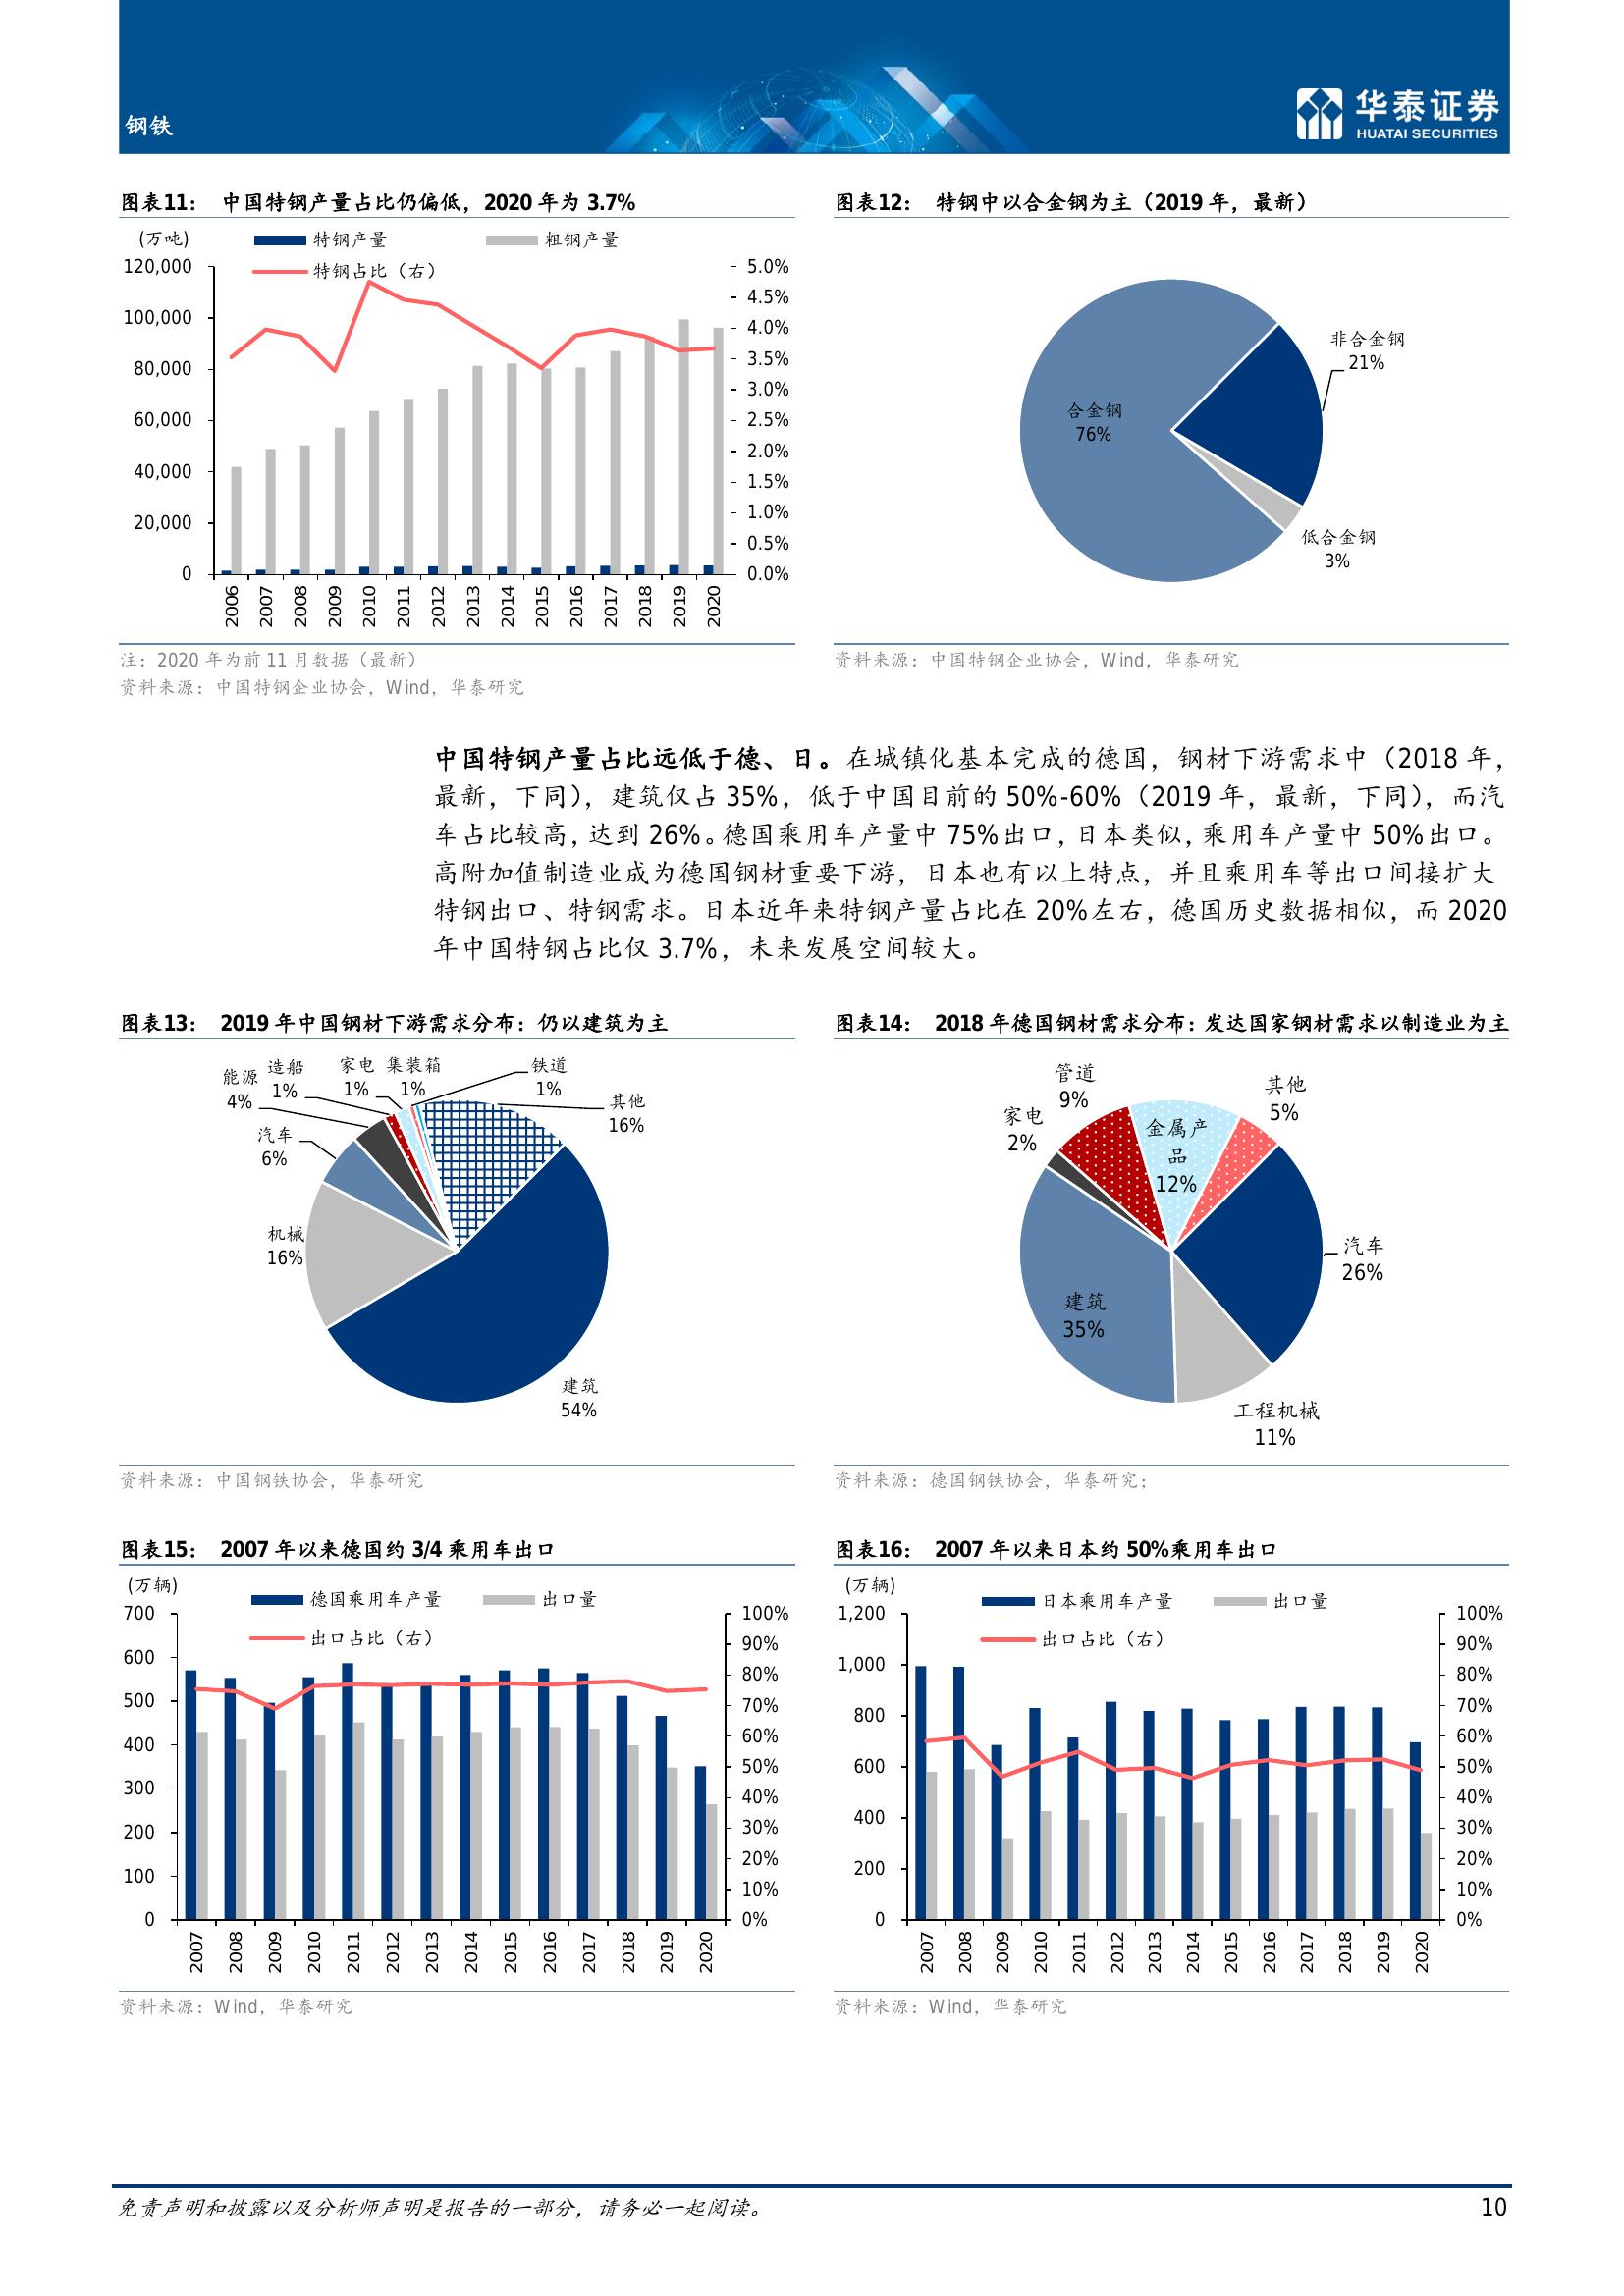 钢铁
华泰证券
HUATAI SECURITIES
图表11： 中国特钢产量占比仍偏低，2020 年为 3.7%
(万吨)
特钢产量
粗钢产量
特钢占比（右）
120,000
100,000
80,000
60,000
40,000
20,000
0
5.0%
4.5%
4.0%
3.5%
3.0%
2.5%
2.0%
1.5%
1.0%
0.5%
0.0%
2006 2007 2008 2009 2010 2011 2012 2013 2014 2015 2016 2017 2018 2019 2020
注：2020 年为前 11 月数据（最新）
资料来源：中国特钢企业协会，Wind，华泰研究
图表12： 特钢中以合金钢为主（2019 年，最新）
非合金钢
21%
合金钢
76%
低合金钢
3%
资料来源：中国特钢企业协会，Wind，华泰研究
中国特钢产量占比远低于德、日。在城镇化基本完成的德国，钢材下游需求中（2018 年，
最新，下同），建筑仅占 35%，低于中国目前的 50%-60%（2019 年，最新，下同），而汽
车占比较高，达到 26%。德国乘用车产量中 75%出口，日本类似，乘用车产量中 50%出口。
高附加值制造业成为德国钢材重要下游，日本也有以上特点，并且乘用车等出口间接扩大
特钢出口、特钢需求。日本近年来特钢产量占比在 20%左右，德国历史数据相似，而 2020
年中国特钢占比仅 3.7%，未来发展空间较大。
图表13： 2019 年中国钢材下游需求分布：仍以建筑为主
能源
4%
造船
1%
家电
1%
集装箱
1%
铁道
1%
其他
16%
汽车
6%
机械
16%
建筑
54%
资料来源：中国钢铁协会，华泰研究
图表14： 2018 年德国钢材需求分布：发达国家钢材需求以制造业为主
管道
9%
其他
5%
家电
2%
金属产
品
12%
汽车
26%
建筑
35%
工程机械
11%
资料来源：德国钢铁协会，华泰研究；
图表15： 2007 年以来德国约 3/4 乘用车出口
(万辆)
德国乘用车产量
出口量
出口占比（右）
700
600
500
400
300
200
100
0
100%
90%
80%
70%
60%
50%
40%
30%
20%
10%
0%
2007 2008 2009 2010 2011 2012 2013 2014 2015 2016 2017 2018 2019 2020
资料来源：Wind，华泰研究
图表16： 2007 年以来日本约 50%乘用车出口
(万辆)
日本乘用车产量
出口量
出口占比（右）
1,200
1,000
800
600
400
200
0
100%
90%
80%
70%
60%
50%
40%
30%
20%
10%
0%
2007 2008 2009 2010 2011 2012 2013 2014 2015 2016 2017 2018 2019 2020
资料来源：Wind，华泰研究
免责声明和披露以及分析师声明是报告的一部分，请务必一起阅读。
10